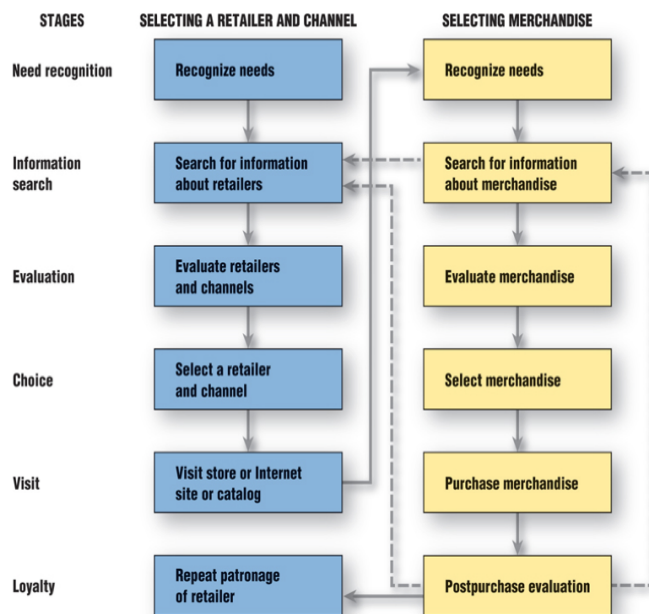 STAGES
SELECTING A RETAILER AND CHANNEL
SELECTING MERCHANDISE
Need recognition
Recognize needs
Recognize needs
Information
search
Search for information
about retailers
Search for information
about merchandise
Evaluation
Evaluate retailers
and channels
Evaluate merchandise
Choice
Select a retailer
and channel
Select merchandise
Visit
Visit store or Internet
site or catalog
Purchase merchandise
Loyalty
Repeat patronage
of retailer
Postpurchase evaluation